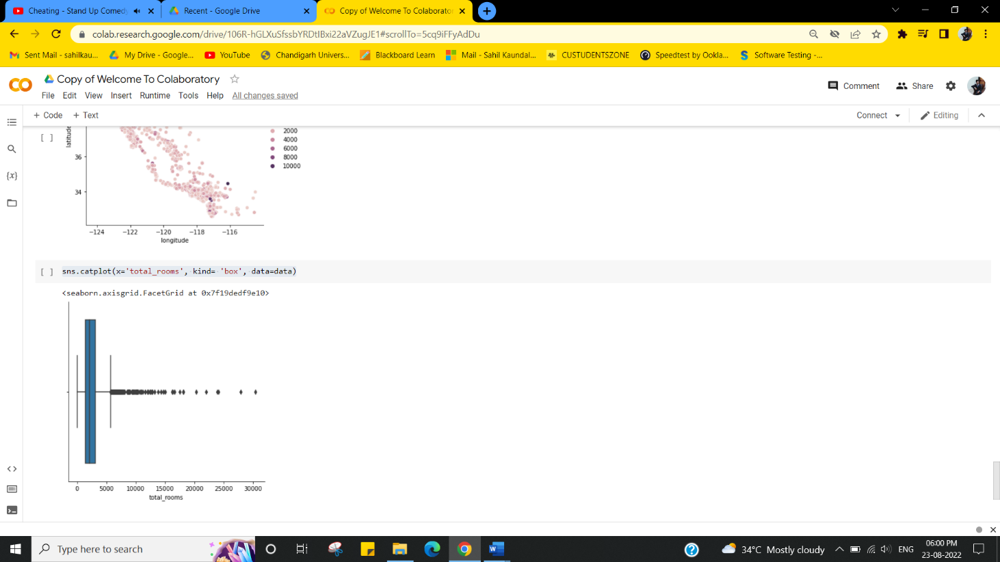 Cheating - Stand Up Comedy
Recent - Google Drive
Copy of Welcome To Colaborator
colab.research.google.com/drive/106R-hGLXuSfssbYRDtIBxi22aVZugJE1#scrollTo=5cq9iFFyAdDu
Sent Mail - sahilkau...
My Drive - Google...
YouTube
Chandigarh Univers...
Blackboard Learn
Mail - Sahil Kaundal...
CUSTUDENTSZONE
Speedtest by Ookla...
Software Testing -...
Copy of Welcome To Colaboratory
File Edit View Insert Runtime Tools Help All changes saved
Comment
Share
+ Code + Text
Connect
Editing
[ ]
latitude
36
34
-124 -122 -120 -118 -116
longitude
2000
4000
6000
8000
10000
[ ] sns.catplot(x='total_rooms', kind= 'box', data=data)
<seaborn.axisgrid.FacetGrid at 0x7f19dedf9e10>
0 5000 10000 15000 20000 25000 30000
total_rooms
{x}
Type here to search
34°C Mostly cloudy
ENG
06:00 PM
23-08-2022